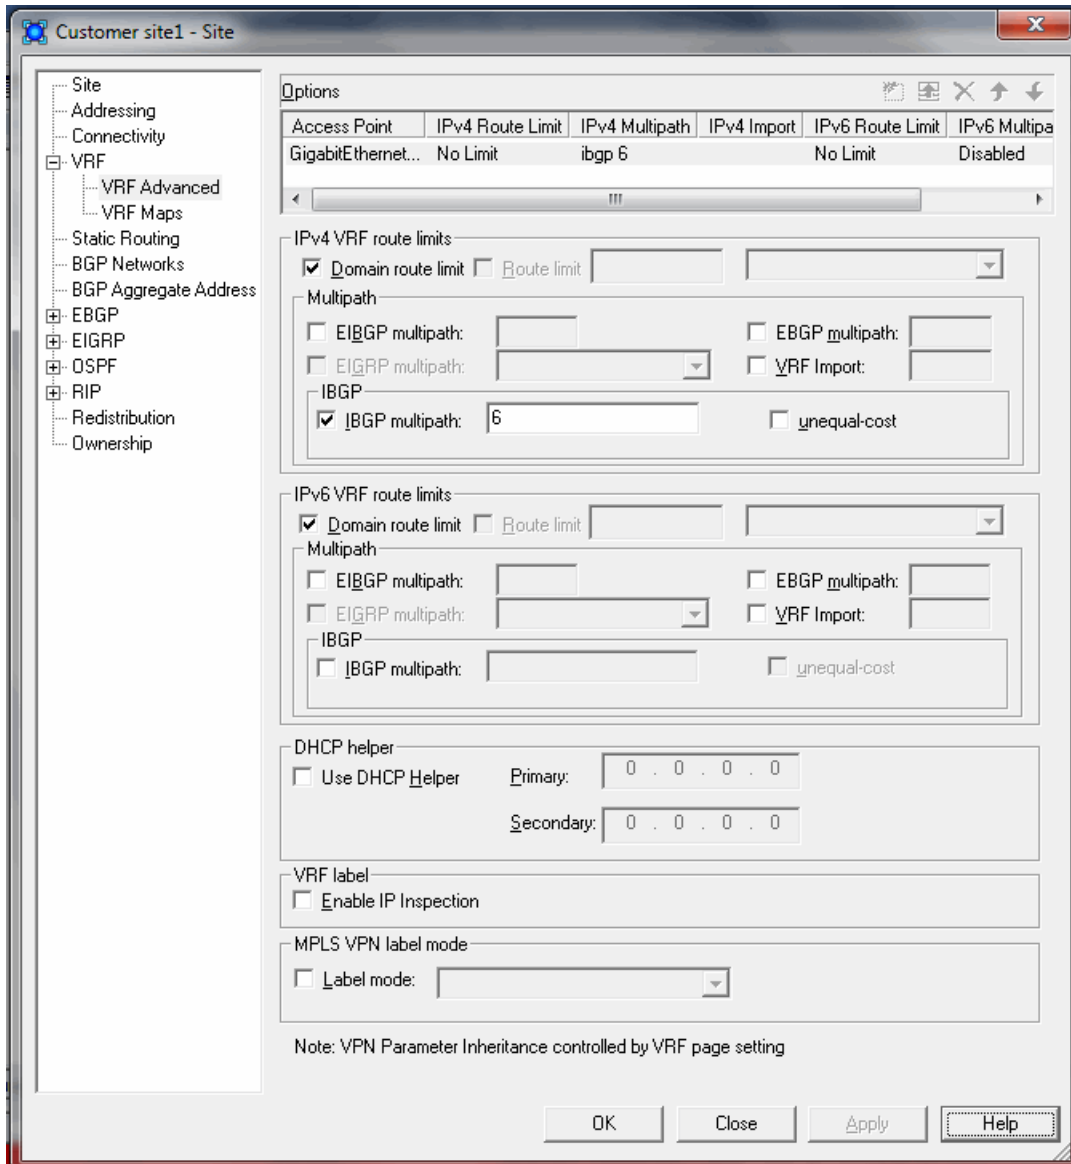 Customer site1 - Site
Site
Addressing
Connectivity
VRF
VRF Advanced
VRF Maps
Static Routing
BGP Networks
BGP Aggregate Address
EBGP
EIGRP
OSPF
RIP
Redistribution
Ownership
Options
Access Point IPv4 Route Limit IPv4 Multipath IPv4 Import IPv6 Route Limit IPv6 Multipa
GigabitEthernet... No Limit ibgp 6 No Limit Disabled
IPv4 VRF route limits
Domain route limit Route limit
Multipath
EIBGP multipath: EBGP multipath:
EIGRP multipath: VRF Import:
IBGP
IBGP multipath: 6 unequal-cost
IPv6 VRF route limits
Domain route limit Route limit
Multipath
EIBGP multipath: EBGP multipath:
EIGRP multipath: VRF Import:
IBGP
IBGP multipath: unequal-cost
DHCP helper
Use DHCP Helper Primary: 0 . 0 . 0 . 0
Secondary: 0 . 0 . 0 . 0
VRF label
Enable IP Inspection
MPLS VPN label mode
Label mode:
Note: VPN Parameter Inheritance controlled by VRF page setting
OK Close Apply Help